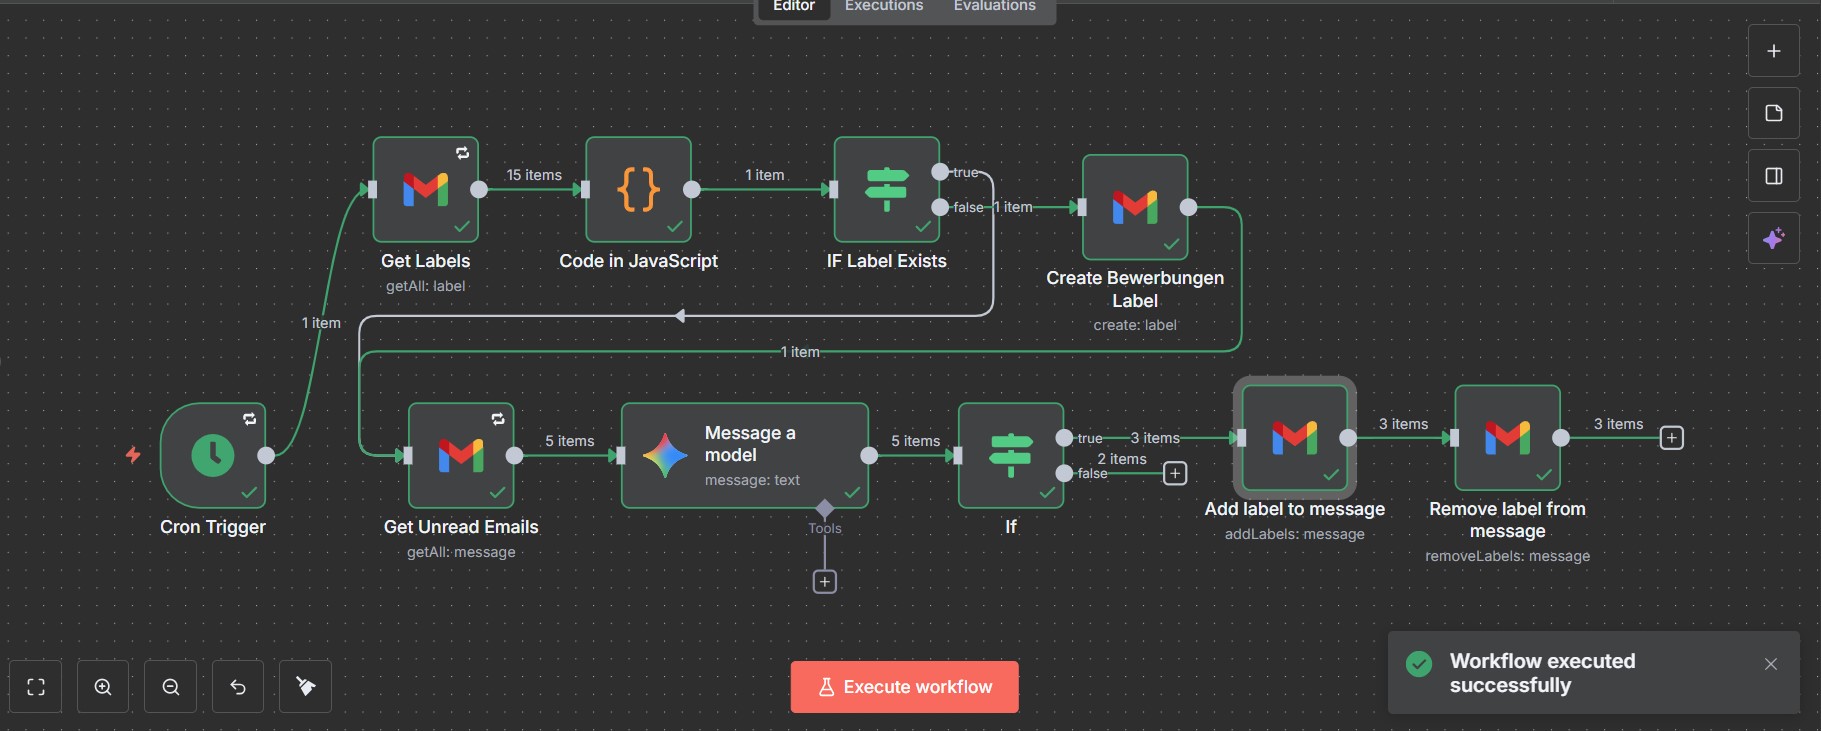 Editor Executions Evaluations
15 items
1 item
true
false
1 item
Get Labels
getAll: label
Code in JavaScript
IF Label Exists
Create Bewerbungen
Label
create: label
1 item
1 item
5 items
Message a
model
message: text
5 items
true
3 items
2 items
false
3 items
3 items
Cron Trigger
Get Unread Emails
getAll: message
Tools
If
Add label to message
addLabels: message
Remove label from
message
removeLabels: message
Execute workflow
Workflow executed
successfully